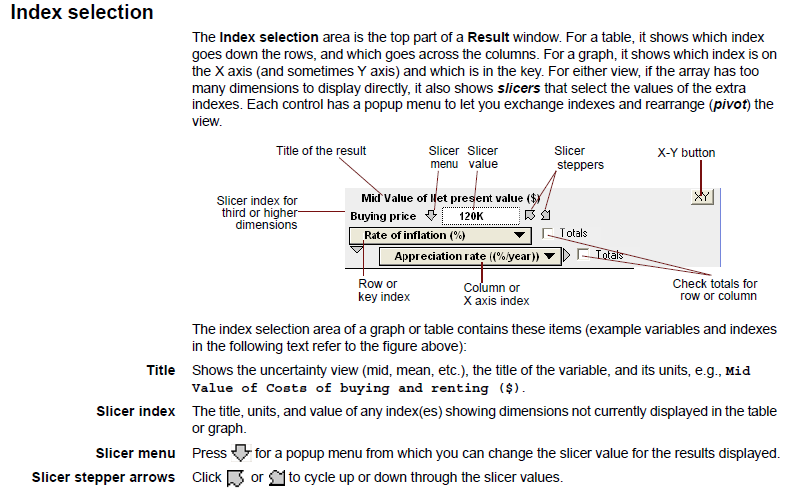 Index selection
The Index selection area is the top part of a Result window. For a table, it shows which index
goes down the rows, and which goes across the columns. For a graph, it shows which index is on
the X axis (and sometimes Y axis) and which is in the key. For either view, if the array has too
many dimensions to display directly, it also shows slicers that select the values of the extra
indexes. Each control has a popup menu to let you exchange indexes and rearrange (pivot) the
view.
Title of the result
Slicer menu
Slicer value
Slicer steppers
X-Y button
Slicer index for
third or higher
dimensions
Mid Value of Net present value ($)
XY
Buying price
120K
Rate of inflation (%)
Totals
Appreciation rate ((%/year))
Totals
Row or
key index
Column or
X axis index
Check totals for
row or column
The index selection area of a graph or table contains these items (example variables and indexes
in the following text refer to the figure above):
Title Shows the uncertainty view (mid, mean, etc.), the title of the variable, and its units, e.g., Mid
Value of Costs of buying and renting ($).
Slicer index The title, units, and value of any index(es) showing dimensions not currently displayed in the table
or graph.
Slicer menu Press for a popup menu from which you can change the slicer value for the results displayed.
Slicer stepper arrows Click or to cycle up or down through the slicer values.